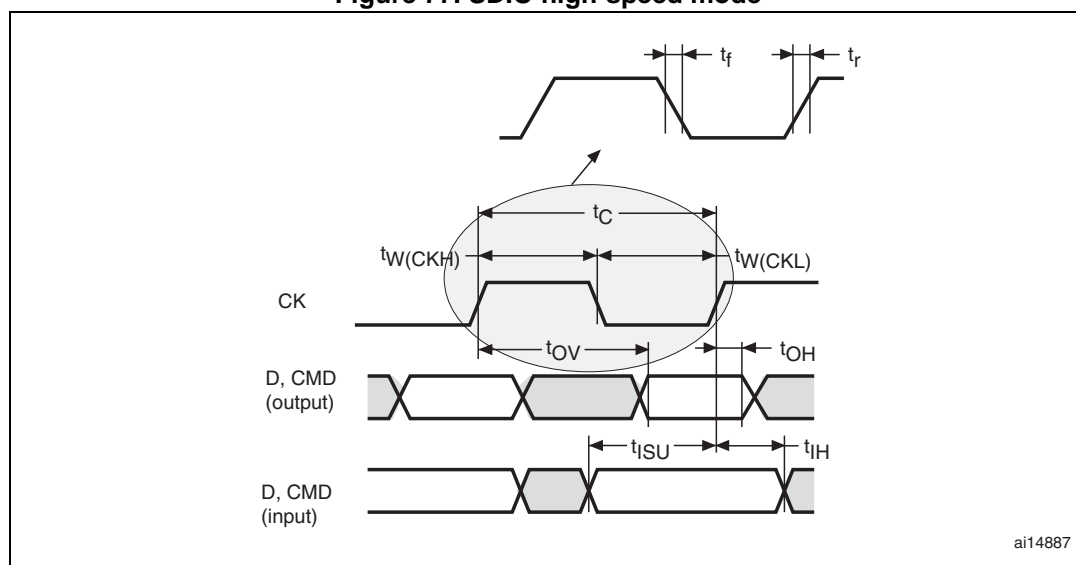 Figure 77. SDIO high-speed mode
tf
tr
tC
tW(CKH)
tW(CKL)
CK
tOV
tOH
D, CMD
(output)
tISU
tIH
D, CMD
(input)
ai14887